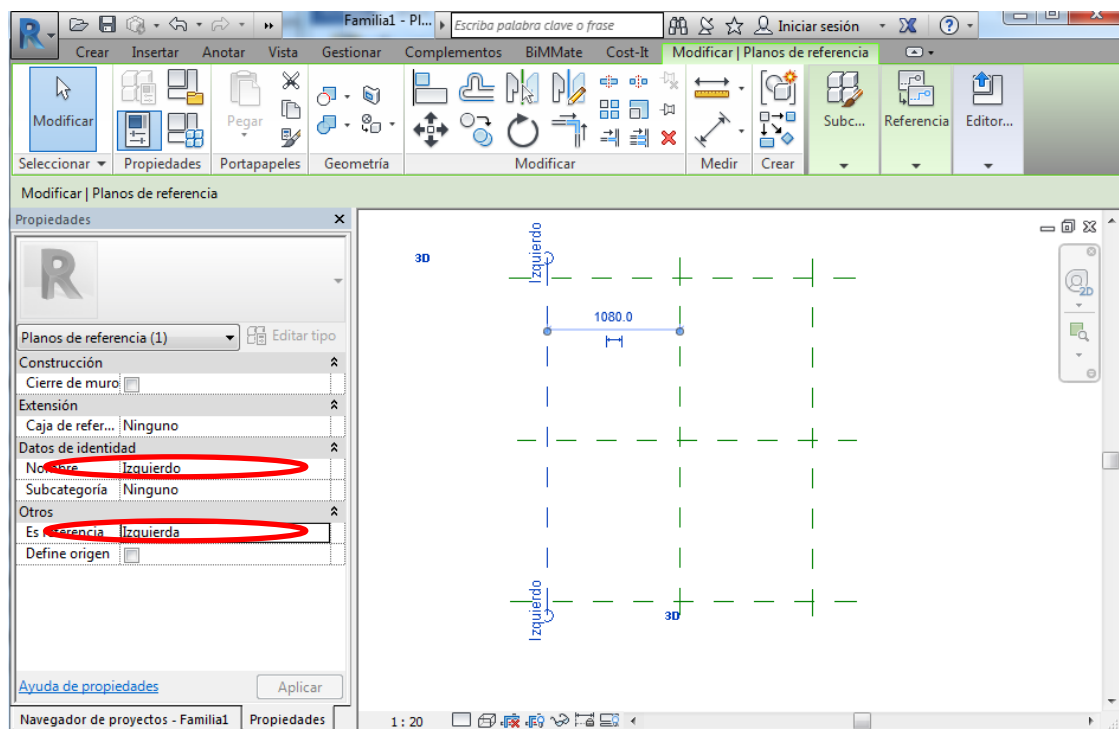 Familia1 - Pl... Escriba palabra clave o frase Iniciar sesión
Crear Insertar Anotar Vista Gestionar Complementos BiMMate Cost-It Modificar | Planos de referencia
Modificar Pegar Subc... Referencia Editor...
Seleccionar Propiedades Portapapeles Geometría Modificar Medir Crear
Modificar | Planos de referencia
Propiedades
R
Planos de referencia (1) Editar tipo
Construcción
Cierre de muro
Extensión
Caja de refer... Ninguno
Datos de identidad
Nombre Izquierdo
Subcategoría Ninguno
Otros
Es referencia Izquierda
Define origen
Ayuda de propiedades Aplicar
Navegador de proyectos - Familia1 Propiedades
Izquierdo
3D
1080.0
Izquierdo
3D
2D
1 : 20